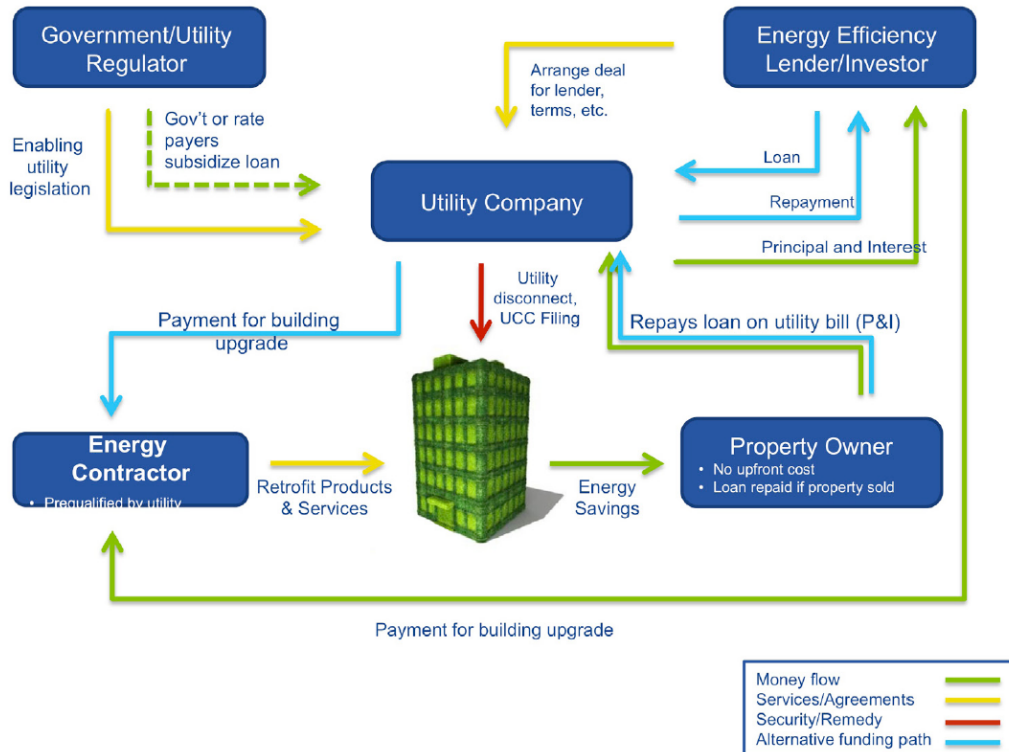 Government/Utility
Regulator
Energy Efficiency
Lender/Investor
Arrange deal
for lender,
terms, etc.
Gov't or rate
payers
subsidize loan
Enabling
utility
legislation
Loan
Utility Company
Repayment
Principal and Interest
Utility
disconnect,
UCC Filing
Payment for building
upgrade
Repays loan on utility bill (P&I)
Energy
Contractor
• Prequalified by utility
Retrofit Products
& Services
Energy
Savings
Property Owner
• No upfront cost
• Loan repaid if property sold
Payment for building upgrade
Money flow
Services/Agreements
Security/Remedy
Alternative funding path